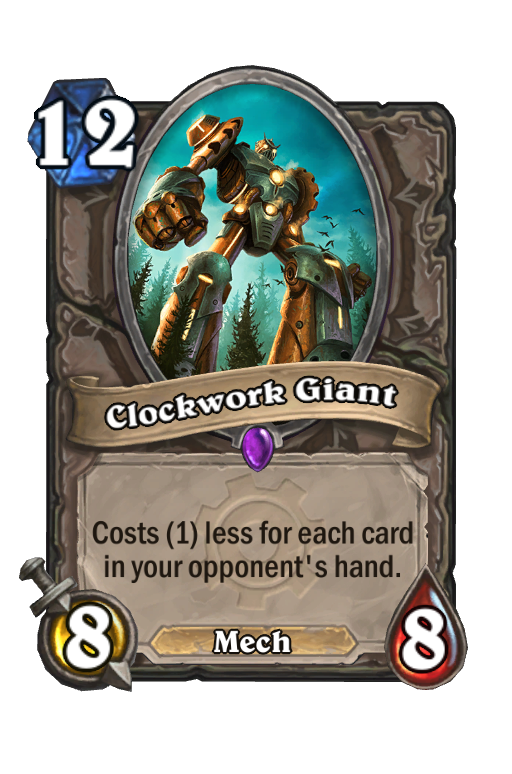 12
Clockwork Giant
Costs (1) less for each card
in your opponent's hand.
8
Mech
8